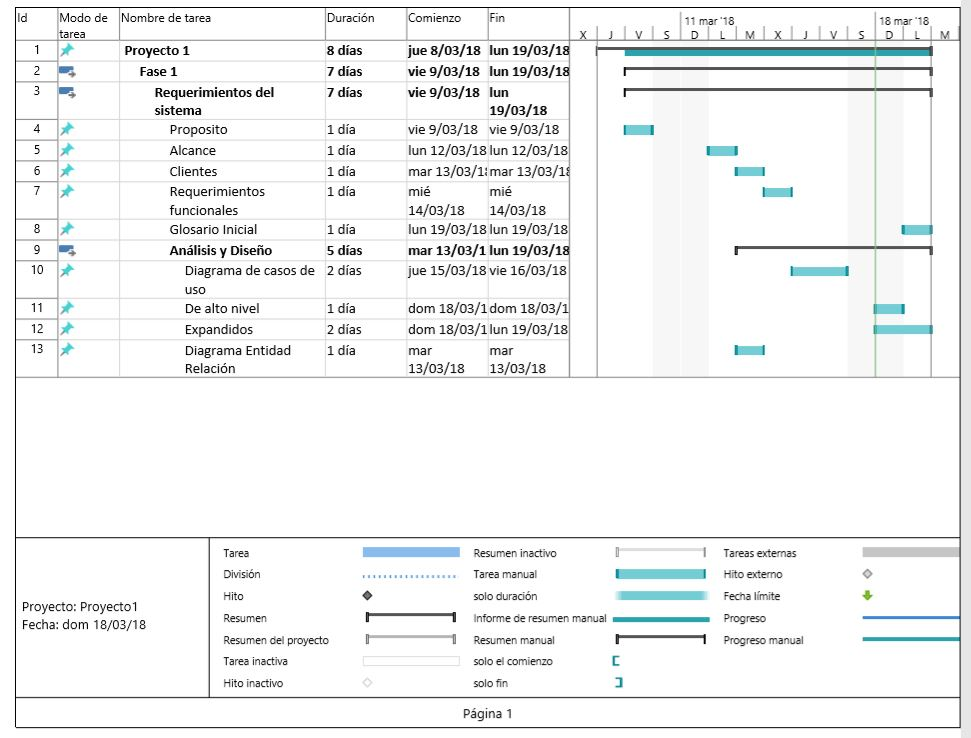 Id Modo de Nombre de tarea Duración Comienzo Fin 11 mar '18 18 mar '18
tarea X J V S D L M X J V S D L M
1 Proyecto 1 8 días jue 8/03/18 lun 19/03/18
2 Fase 1 7 días vie 9/03/18 lun 19/03/18
3 Requerimientos del 7 días vie 9/03/18 lun
sistema 19/03/18
4 Proposito 1 día vie 9/03/18 vie 9/03/18
5 Alcance 1 día lun 12/03/18 lun 12/03/18
6 Clientes 1 día mar 13/03/18 mar 13/03/18
7 Requerimientos 1 día mié mié
funcionales 14/03/18 14/03/18
8 Glosario Inicial 1 día lun 19/03/18 lun 19/03/18
9 Análisis y Diseño 5 días mar 13/03/1 lun 19/03/18
10 Diagrama de casos de 2 días jue 15/03/18 vie 16/03/18
uso
11 De alto nivel 1 día dom 18/03/1 dom 18/03/1
12 Expandidos 2 días dom 18/03/1 lun 19/03/18
13 Diagrama Entidad 1 día mar mar
Relación 13/03/18 13/03/18
Proyecto: Proyecto1
Fecha: dom 18/03/18
Tarea Resumen inactivo Tareas externas
División Tarea manual Hito externo
Hito solo duración Fecha límite
Resumen Informe de resumen manual Progreso
Resumen del proyecto Resumen manual Progreso manual
Tarea inactiva solo el comienzo
Hito inactivo solo fin
Página 1